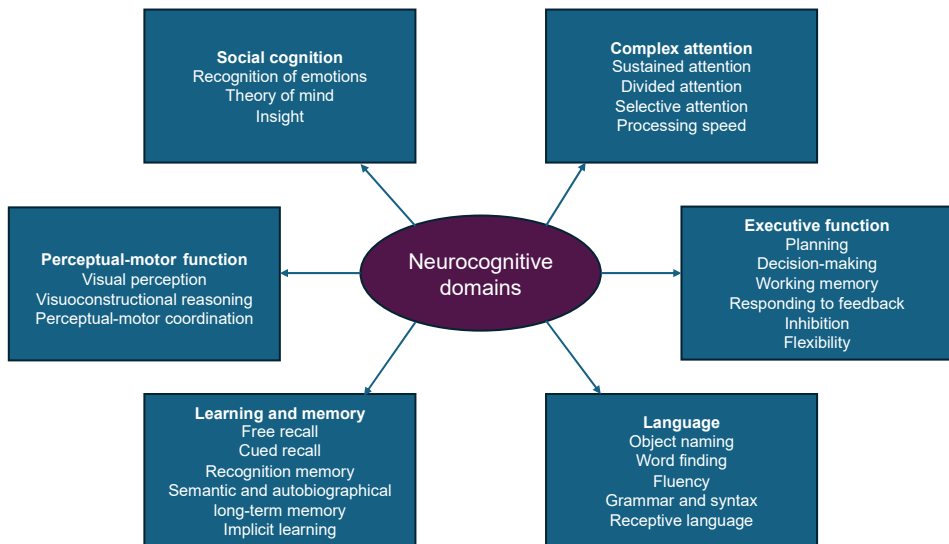 Social cognition
Recognition of emotions
Theory of mind
Insight
Complex attention
Sustained attention
Divided attention
Selective attention
Processing speed
Perceptual-motor function
Visual perception
Visuoconstructional reasoning
Perceptual-motor coordination
Neurocognitive
domains
Executive function
Planning
Decision-making
Working memory
Responding to feedback
Inhibition
Flexibility
Learning and memory
Free recall
Cued recall
Recognition memory
Semantic and autobiographical
long-term memory
Implicit learning
Language
Object naming
Word finding
Fluency
Grammar and syntax
Receptive language